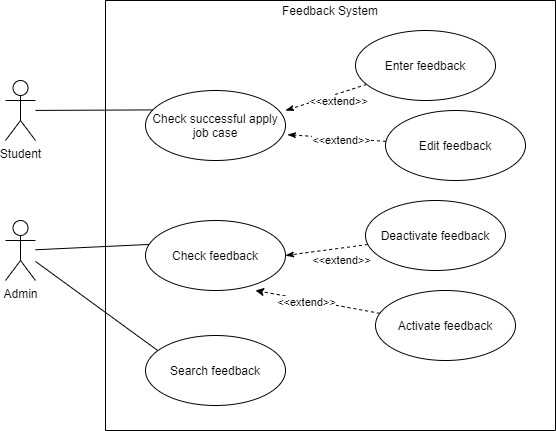 Feedback System
Enter feedback
<<extend>>
Check successful apply
job case
<<extend>>
Edit feedback
Student
Deactivate feedback
Check feedback
<<extend>>
Admin
<<extend>>
Activate feedback
Search feedback